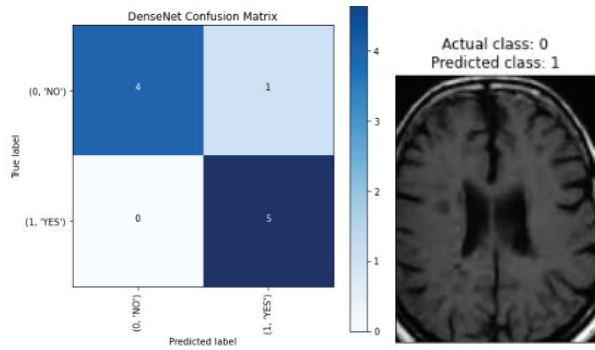 DenseNet Confusion Matrix
True label
(0, 'NO')
(1, 'YES')
4
1
0
5
(0, 'NO')
(1, 'YES')
Predicted label
4
3
2
1
0
Actual class: 0
Predicted class: 1